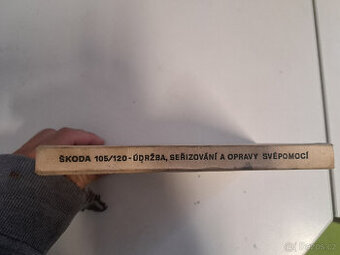 ŠKODA 105/120 - ÚDRŽBA, SEŘIZOVÁNÍ A OPRAVY SVÉPOMOCÍ